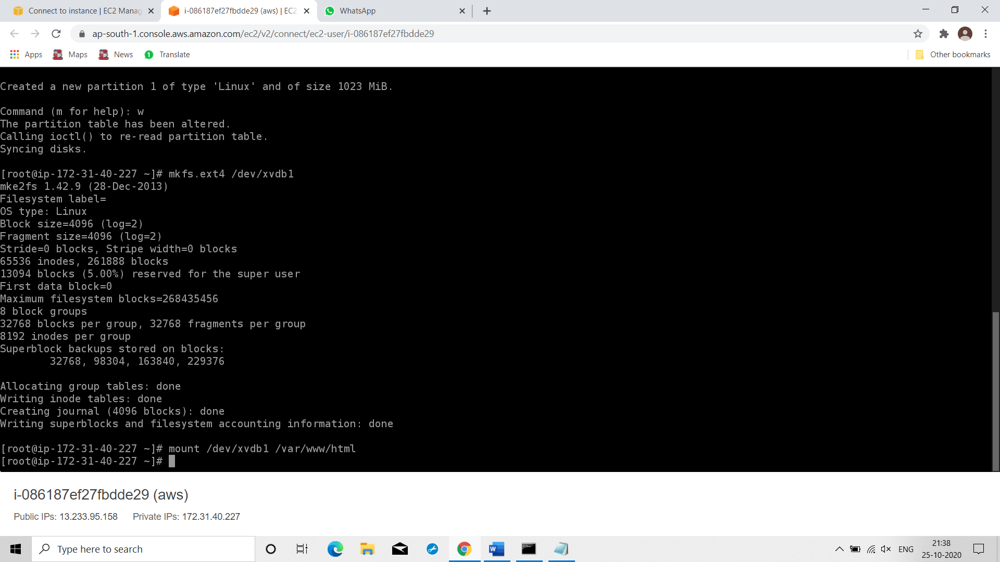 Connect to instance | EC2 Manag
i-086187ef27fbdde29 (aws) | EC2
WhatsApp
ap-south-1.console.aws.amazon.com/ec2/v2/connect/ec2-user/i-086187ef27fbdde29
Apps
Maps
News
1
Translate
Other bookmarks
Created a new partition 1 of type 'Linux' and of size 1023 MiB.
Command (m for help): w
The partition table has been altered.
Calling ioctl() to re-read partition table.
Syncing disks.
[root@ip-172-31-40-227 ~]# mkfs.ext4 /dev/xvdb1
mke2fs 1.42.9 (28-Dec-2013)
Filesystem label=
OS type: Linux
Block size=4096 (log=2)
Fragment size=4096 (log=2)
Stride=0 blocks, Stripe width=0 blocks
65536 inodes, 261888 blocks
13094 blocks (5.00%) reserved for the super user
First data block=0
Maximum filesystem blocks=268435456
8 block groups
32768 blocks per group, 32768 fragments per group
8192 inodes per group
Superblock backups stored on blocks:
32768, 98304, 163840, 229376
Allocating group tables: done
Writing inode tables: done
Creating journal (4096 blocks): done
Writing superblocks and filesystem accounting information: done
[root@ip-172-31-40-227 ~]# mount /dev/xvdb1 /var/www/html
[root@ip-172-31-40-227 ~]#
i-086187ef27fbdde29 (aws)
Public IPs: 13.233.95.158 Private IPs: 172.31.40.227
Type here to search
W
ENG
21:38
25-10-2020